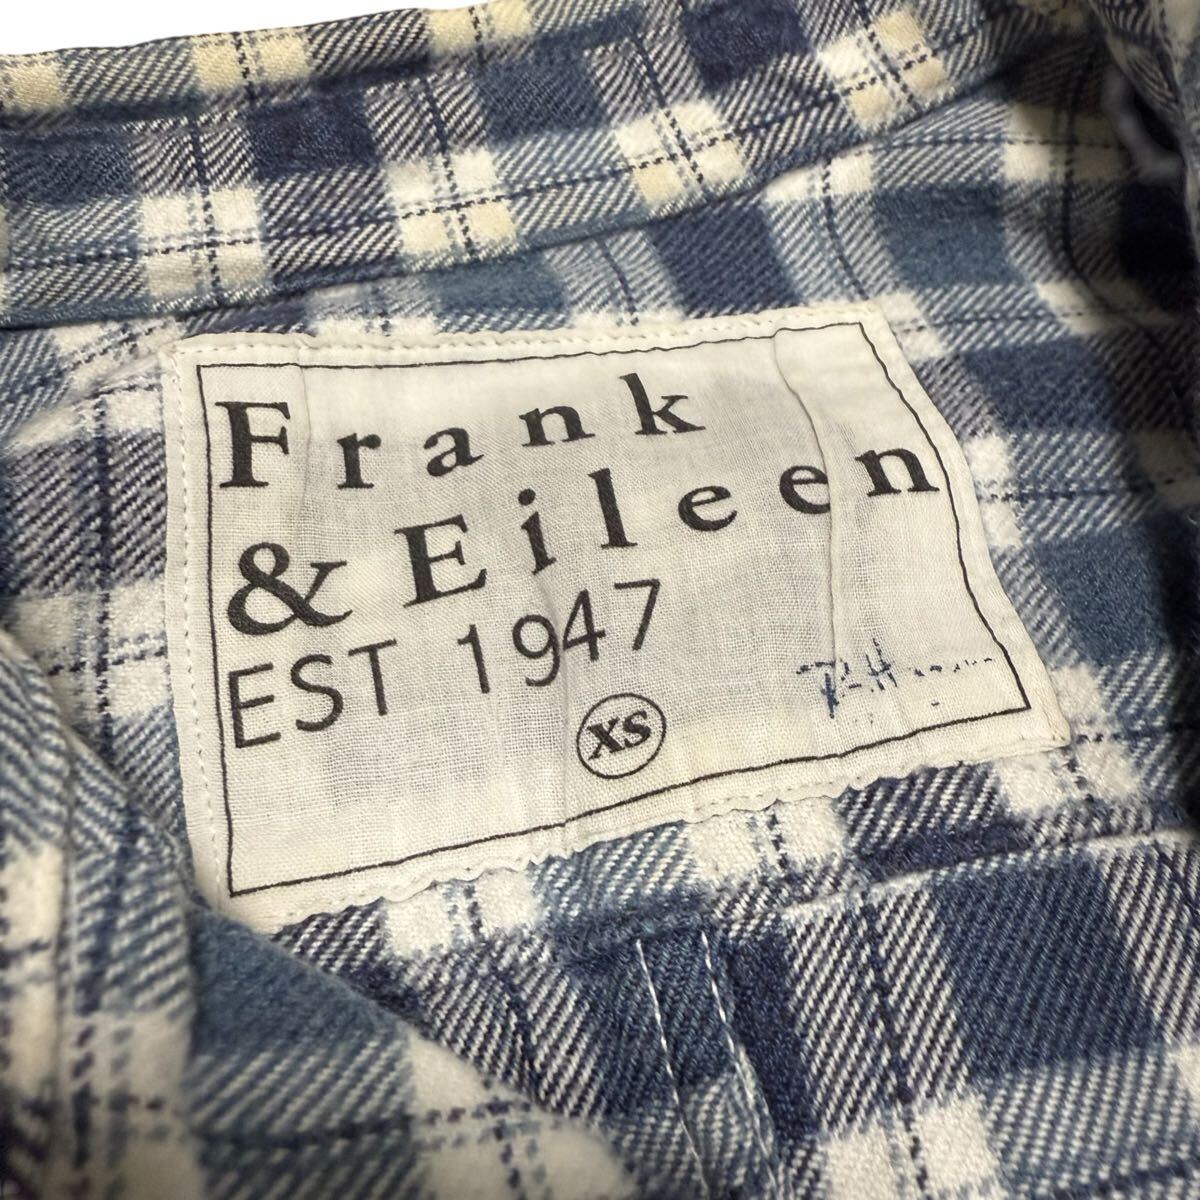 Frank
& Eileen
EST 1947
XS